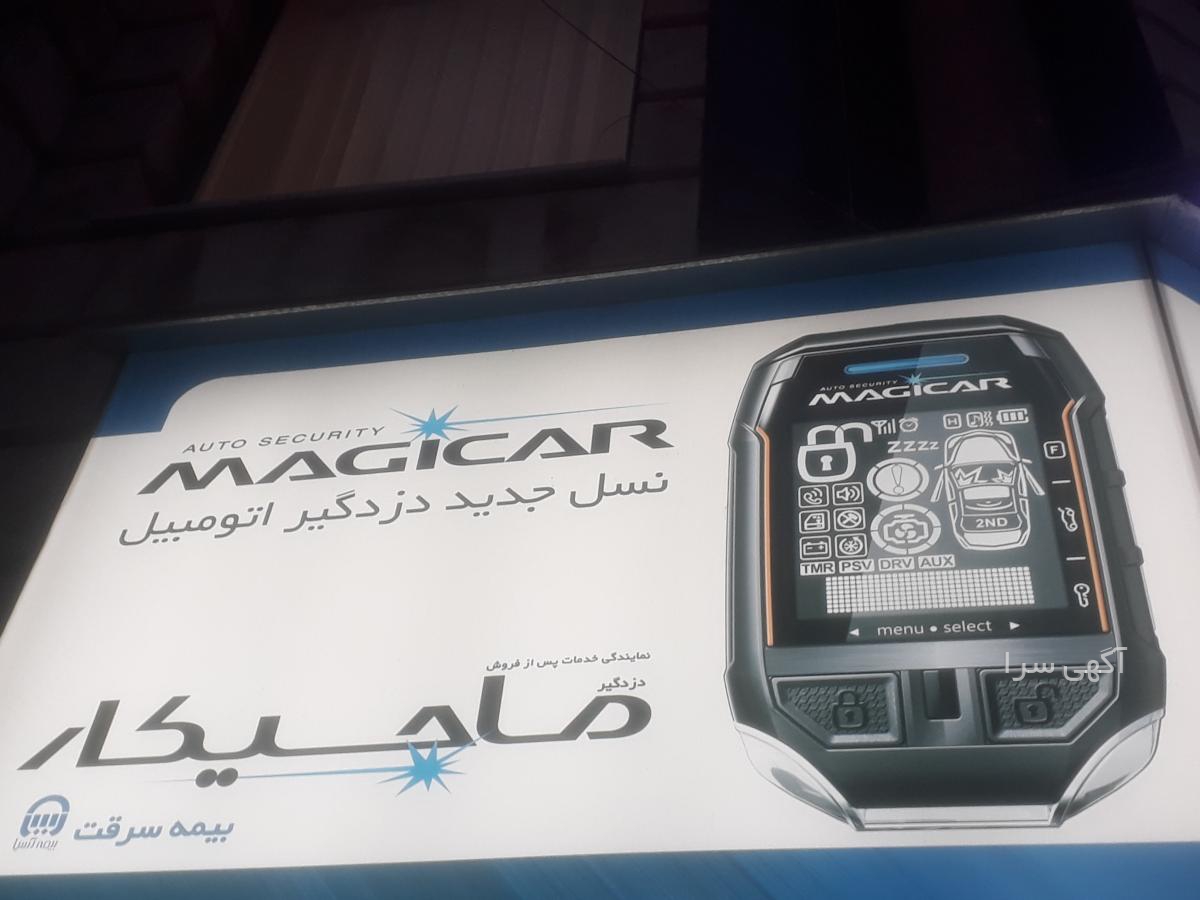 AUTO SECURITY
MAGICAR
نسل جدید دزدگیر اتومبیل
نمایندگی خدمات پس از فروش
دزدگیر
ماجیکار
بیمه سرقت
بیمه آسیا
AUTO SECURITY
MAGICAR
H
zzzz
F
2ND
TMR PSV DRV AUX
menu • select
آگهی سرا